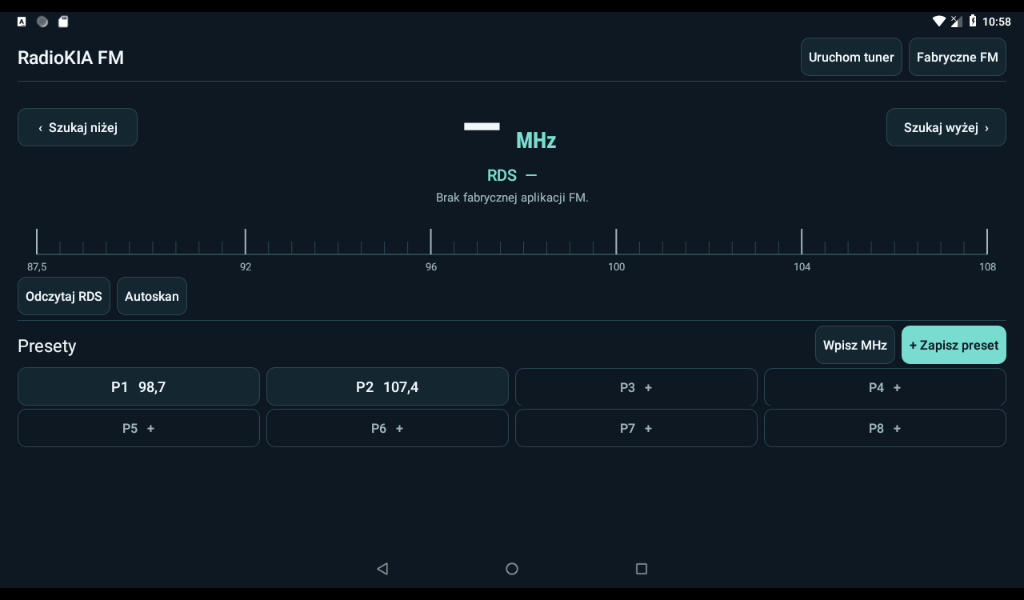 10:58
RadioKIA FM
Uruchom tuner
Fabryczne FM
‹ Szukaj niżej
— MHz
Szukaj wyżej ›
RDS —
Brak fabrycznej aplikacji FM.
87,5 92 96 100 104 108
Odczytaj RDS
Autoskan
Presety
Wpisz MHz
+ Zapisz preset
P1 98,7
P2 107,4
P3 +
P4 +
P5 +
P6 +
P7 +
P8 +